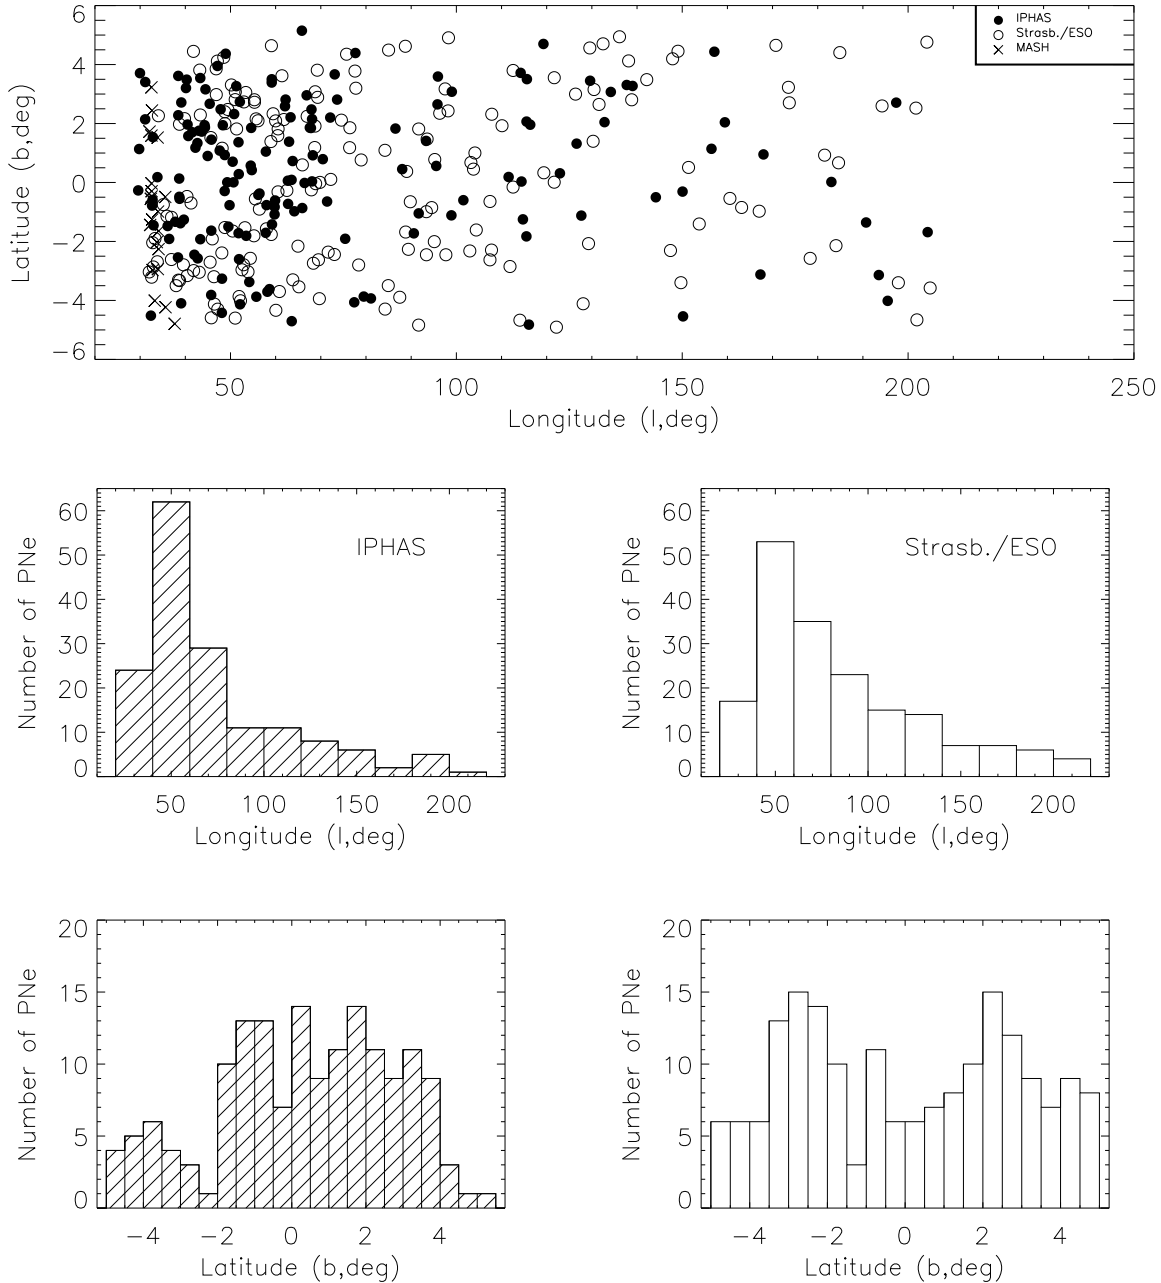 6
4
2
0
−2
−4
−6
Latitude (b,deg)
IPHAS
Strasb./ESO
MASH
50 100 150 200 250
Longitude (l,deg)
60
50
40
30
20
10
0
Number of PNe
IPHAS
50 100 150 200
Longitude (l,deg)
60
50
40
30
20
10
0
Number of PNe
Strasb./ESO
50 100 150 200
Longitude (l,deg)
20
15
10
5
0
Number of PNe
−4 −2 0 2 4
Latitude (b,deg)
20
15
10
5
0
Number of PNe
−4 −2 0 2 4
Latitude (b,deg)